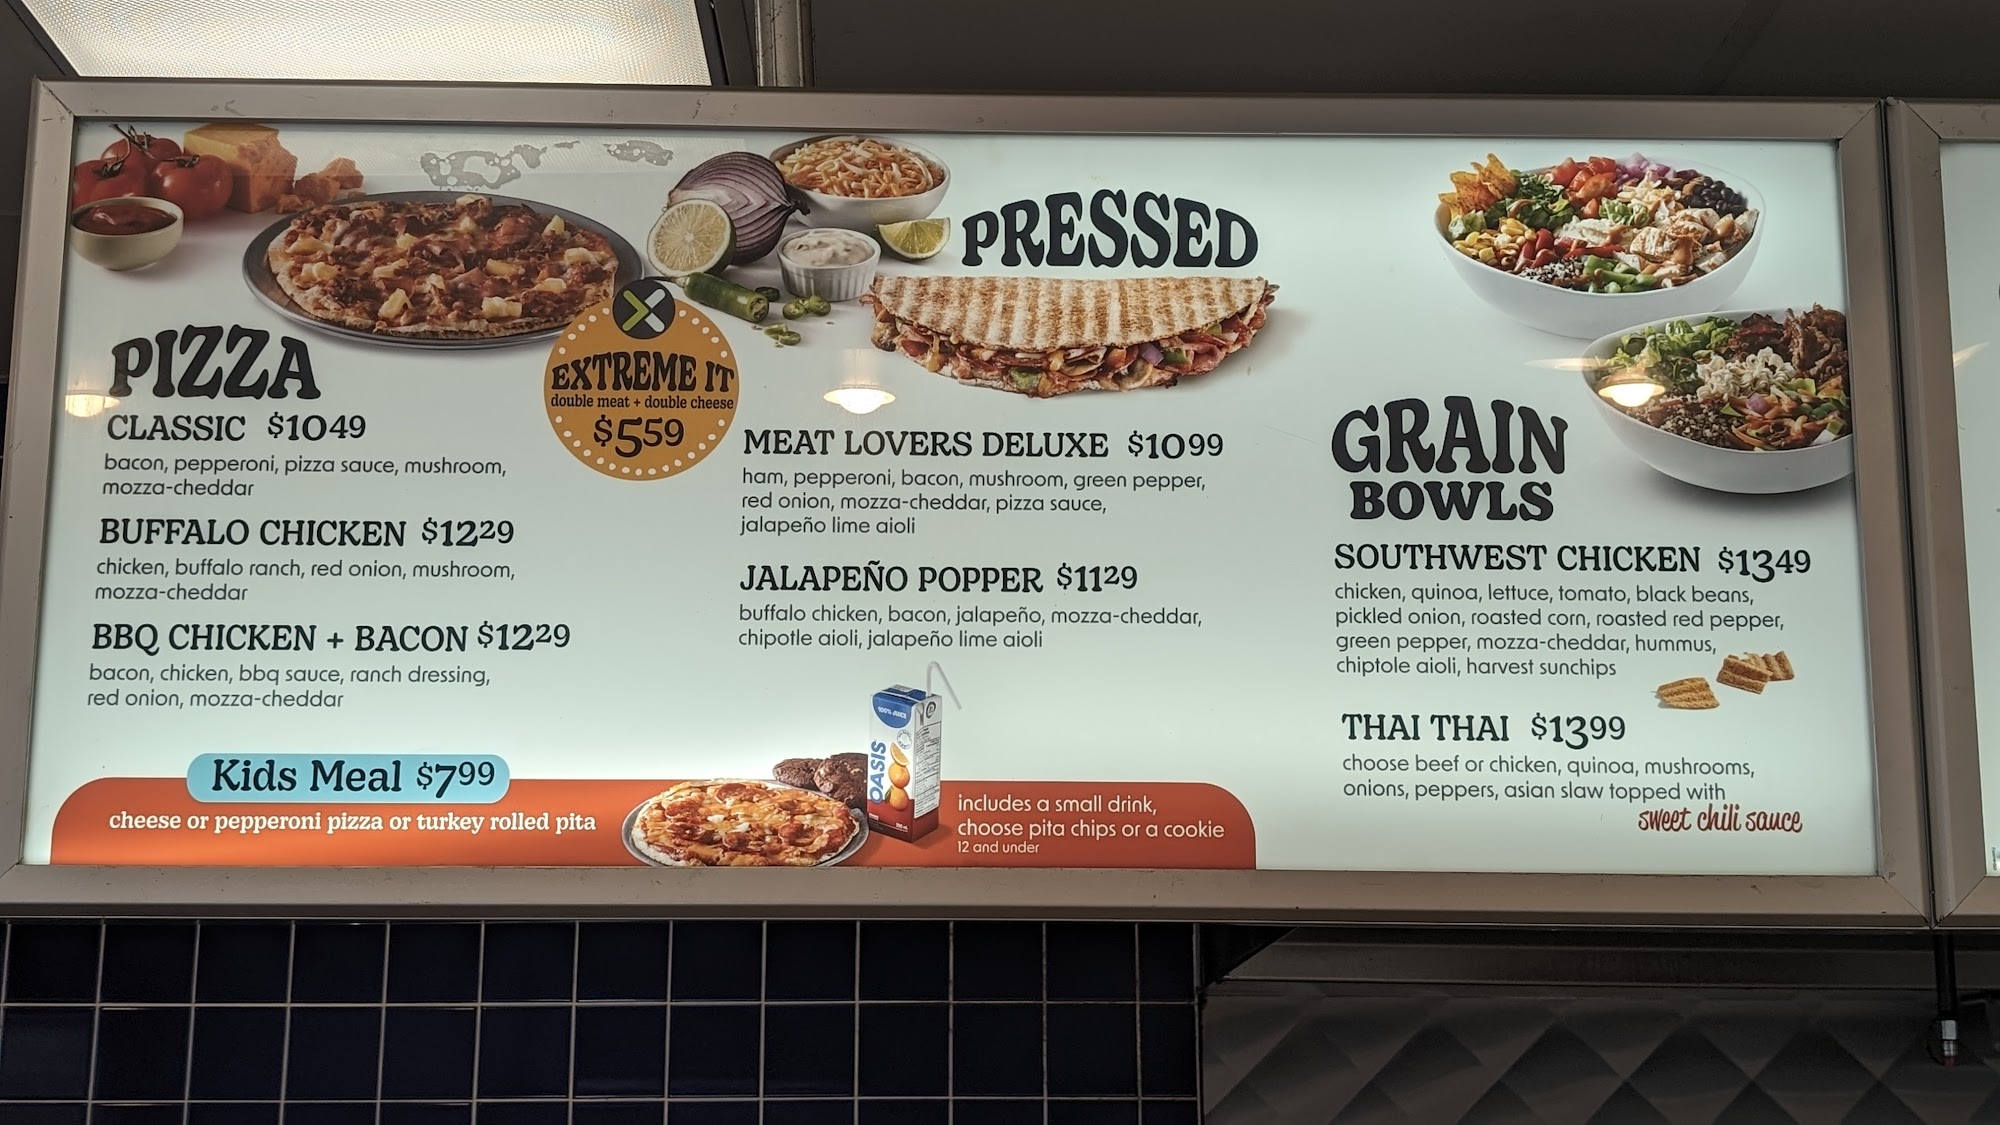 PIZZA
CLASSIC $10.49
bacon, pepperoni, pizza sauce, mushroom,
mozza-cheddar
BUFFALO CHICKEN $12.29
chicken, buffalo ranch, red onion, mushroom,
mozza-cheddar
BBQ CHICKEN + BACON $12.29
bacon, chicken, bbq sauce, ranch dressing,
red onion, mozza-cheddar
EXTREME IT
double meat + double cheese
$5.59
PRESSED
MEAT LOVERS DELUXE $10.99
ham, pepperoni, bacon, mushroom, green pepper,
red onion, mozza-cheddar, pizza sauce,
jalapeño lime aioli
JALAPEÑO POPPER $11.29
buffalo chicken, bacon, jalapeño, mozza-cheddar,
chipotle aioli, jalapeño lime aioli
Kids Meal $7.99
cheese or pepperoni pizza or turkey rolled pita
100% JUICE
OASIS
includes a small drink,
choose pita chips or a cookie
12 and under
GRAIN
BOWLS
SOUTHWEST CHICKEN $13.49
chicken, quinoa, lettuce, tomato, black beans,
pickled onion, roasted corn, roasted red pepper,
green pepper, mozza-cheddar, hummus,
chiptole aioli, harvest sunchips
THAI THAI $13.99
choose beef or chicken, quinoa, mushrooms,
onions, peppers, asian slaw topped with
sweet chili sauce